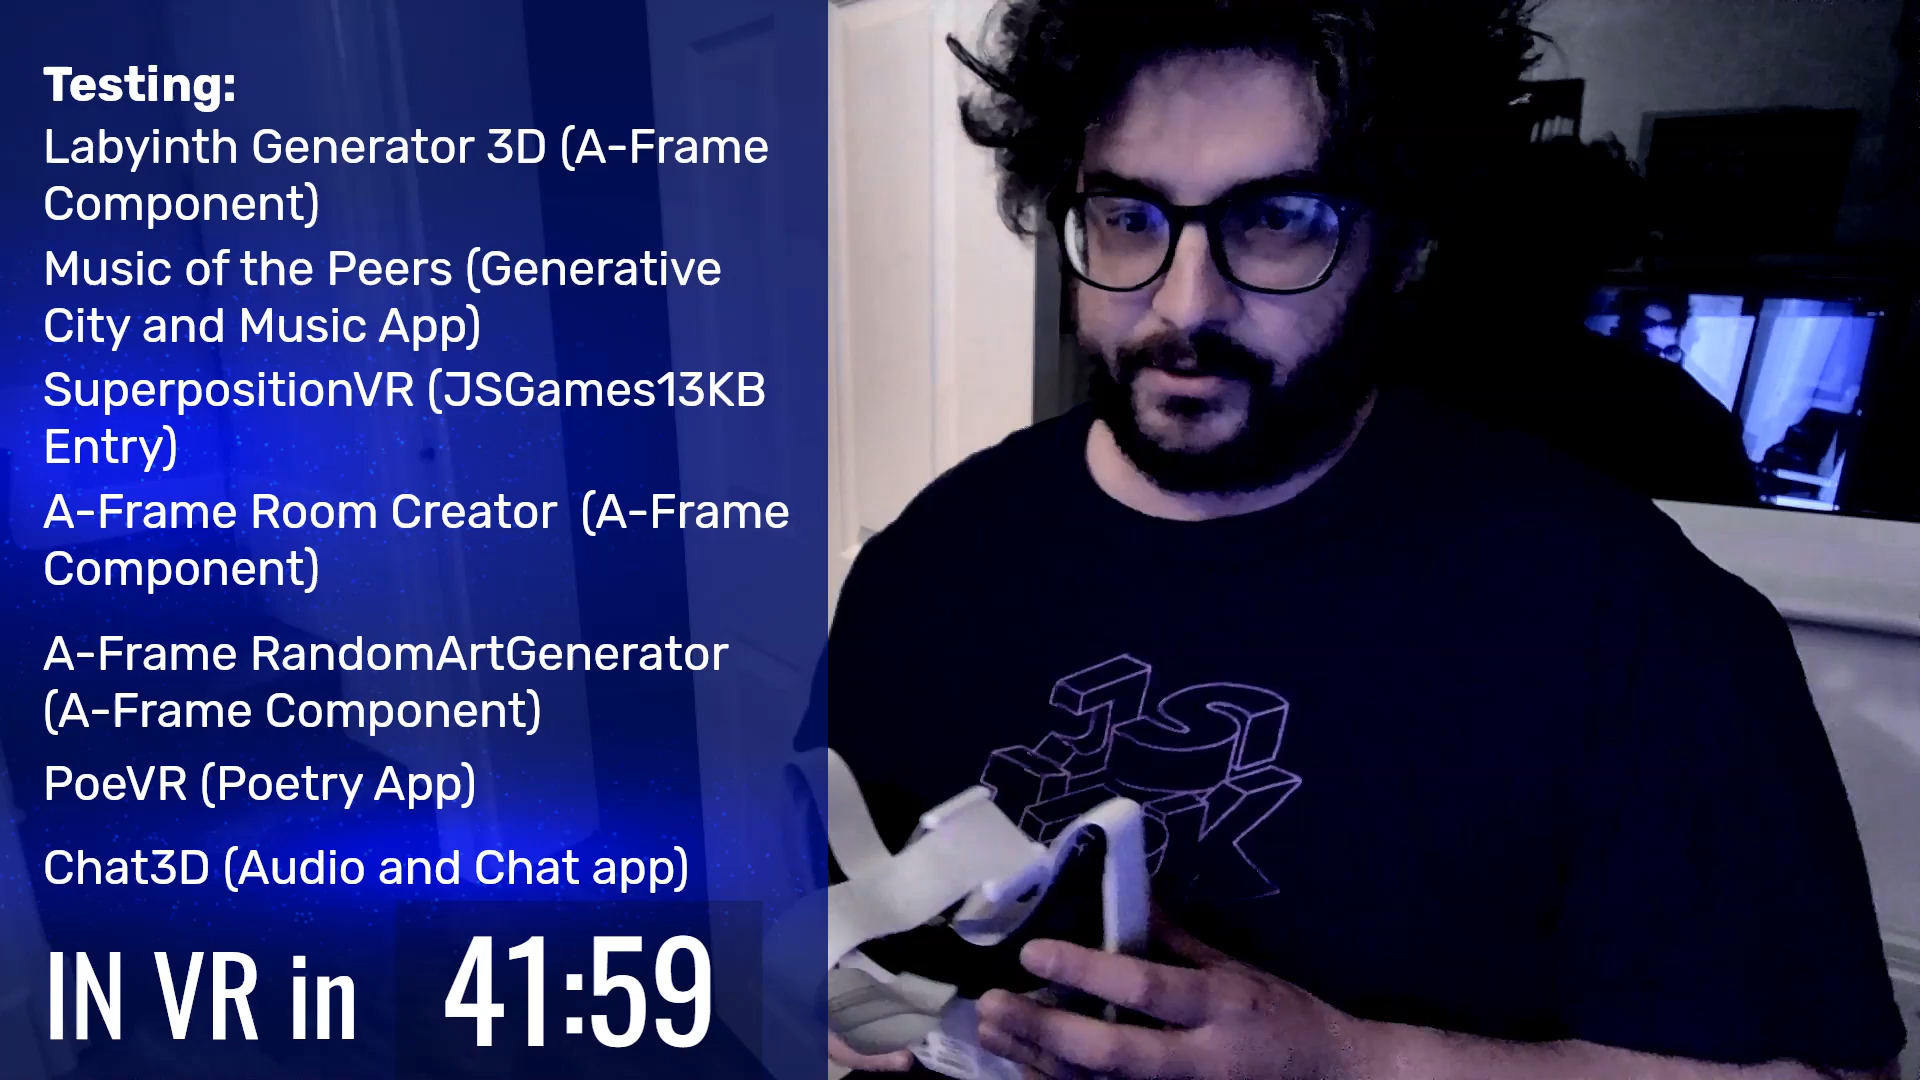 Testing:
Labyinth Generator 3D (A-Frame
Component)
Music of the Peers (Generative
City and Music App)
SuperpositionVR (JSGames13KB
Entry)
A-Frame Room Creator  (A-Frame
Component)
A-Frame RandomArtGenerator
(A-Frame Component)
PoeVR (Poetry App)
Chat3D (Audio and Chat app)
IN VR in 41:59
JS